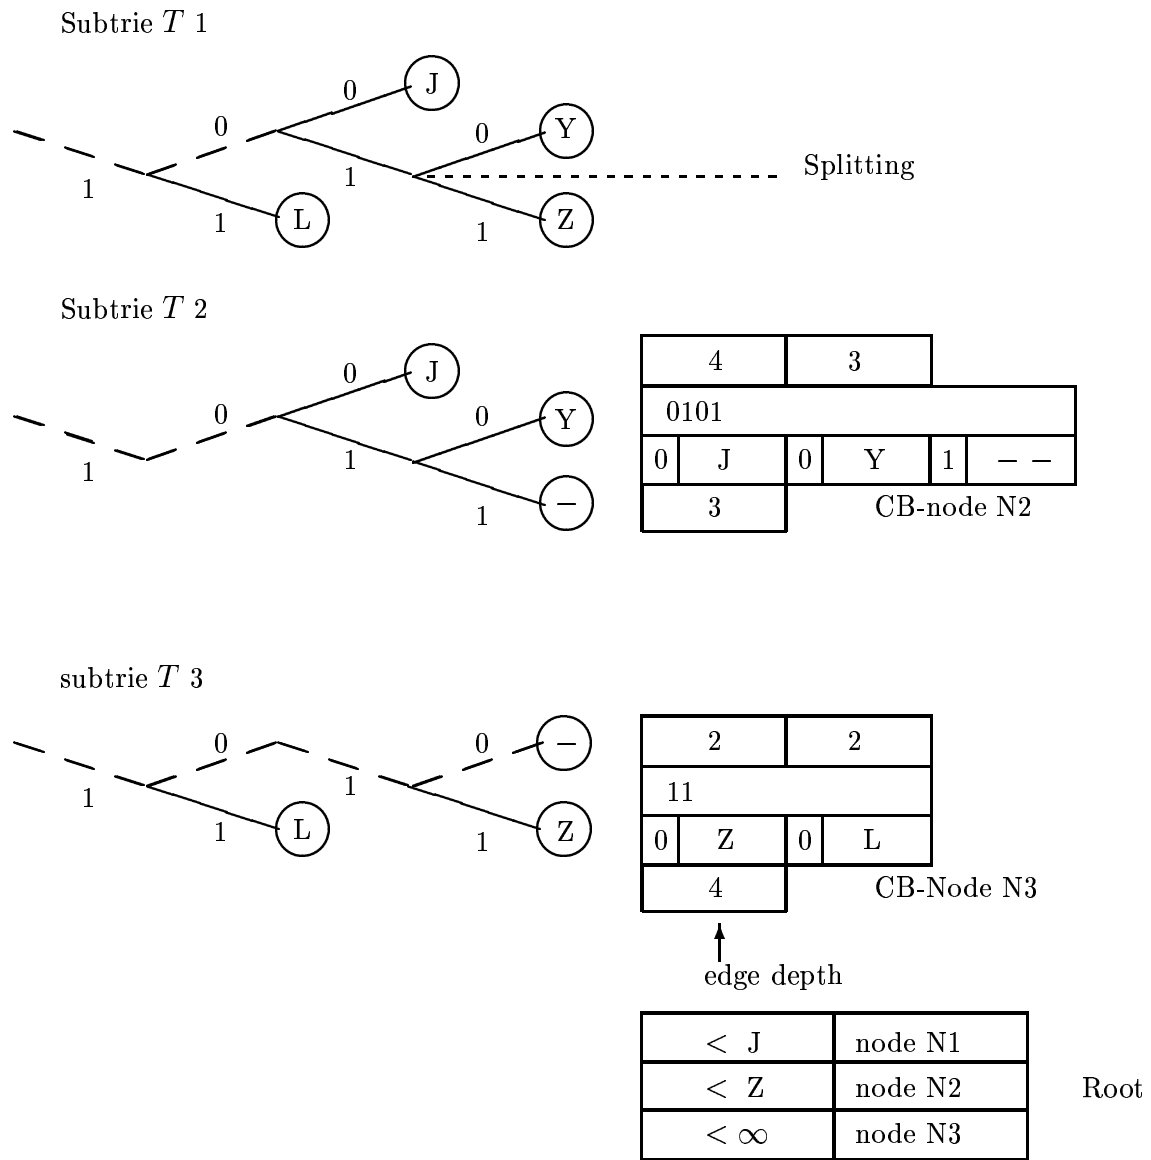 Subtrie T 1
0 J
0 0 Y
1 1 Splitting
1 L 1 Z
Subtrie T 2
0 J
0 0 Y
1 1
1 −
4 3
0101
0 J 0 Y 1 − −
3 CB-node N2
subtrie T 3
0 0 −
1 1
1 L 1 Z
2 2
11
0 Z 0 L
4 CB-Node N3
edge depth
< J node N1
< Z node N2 Root
< ∞ node N3